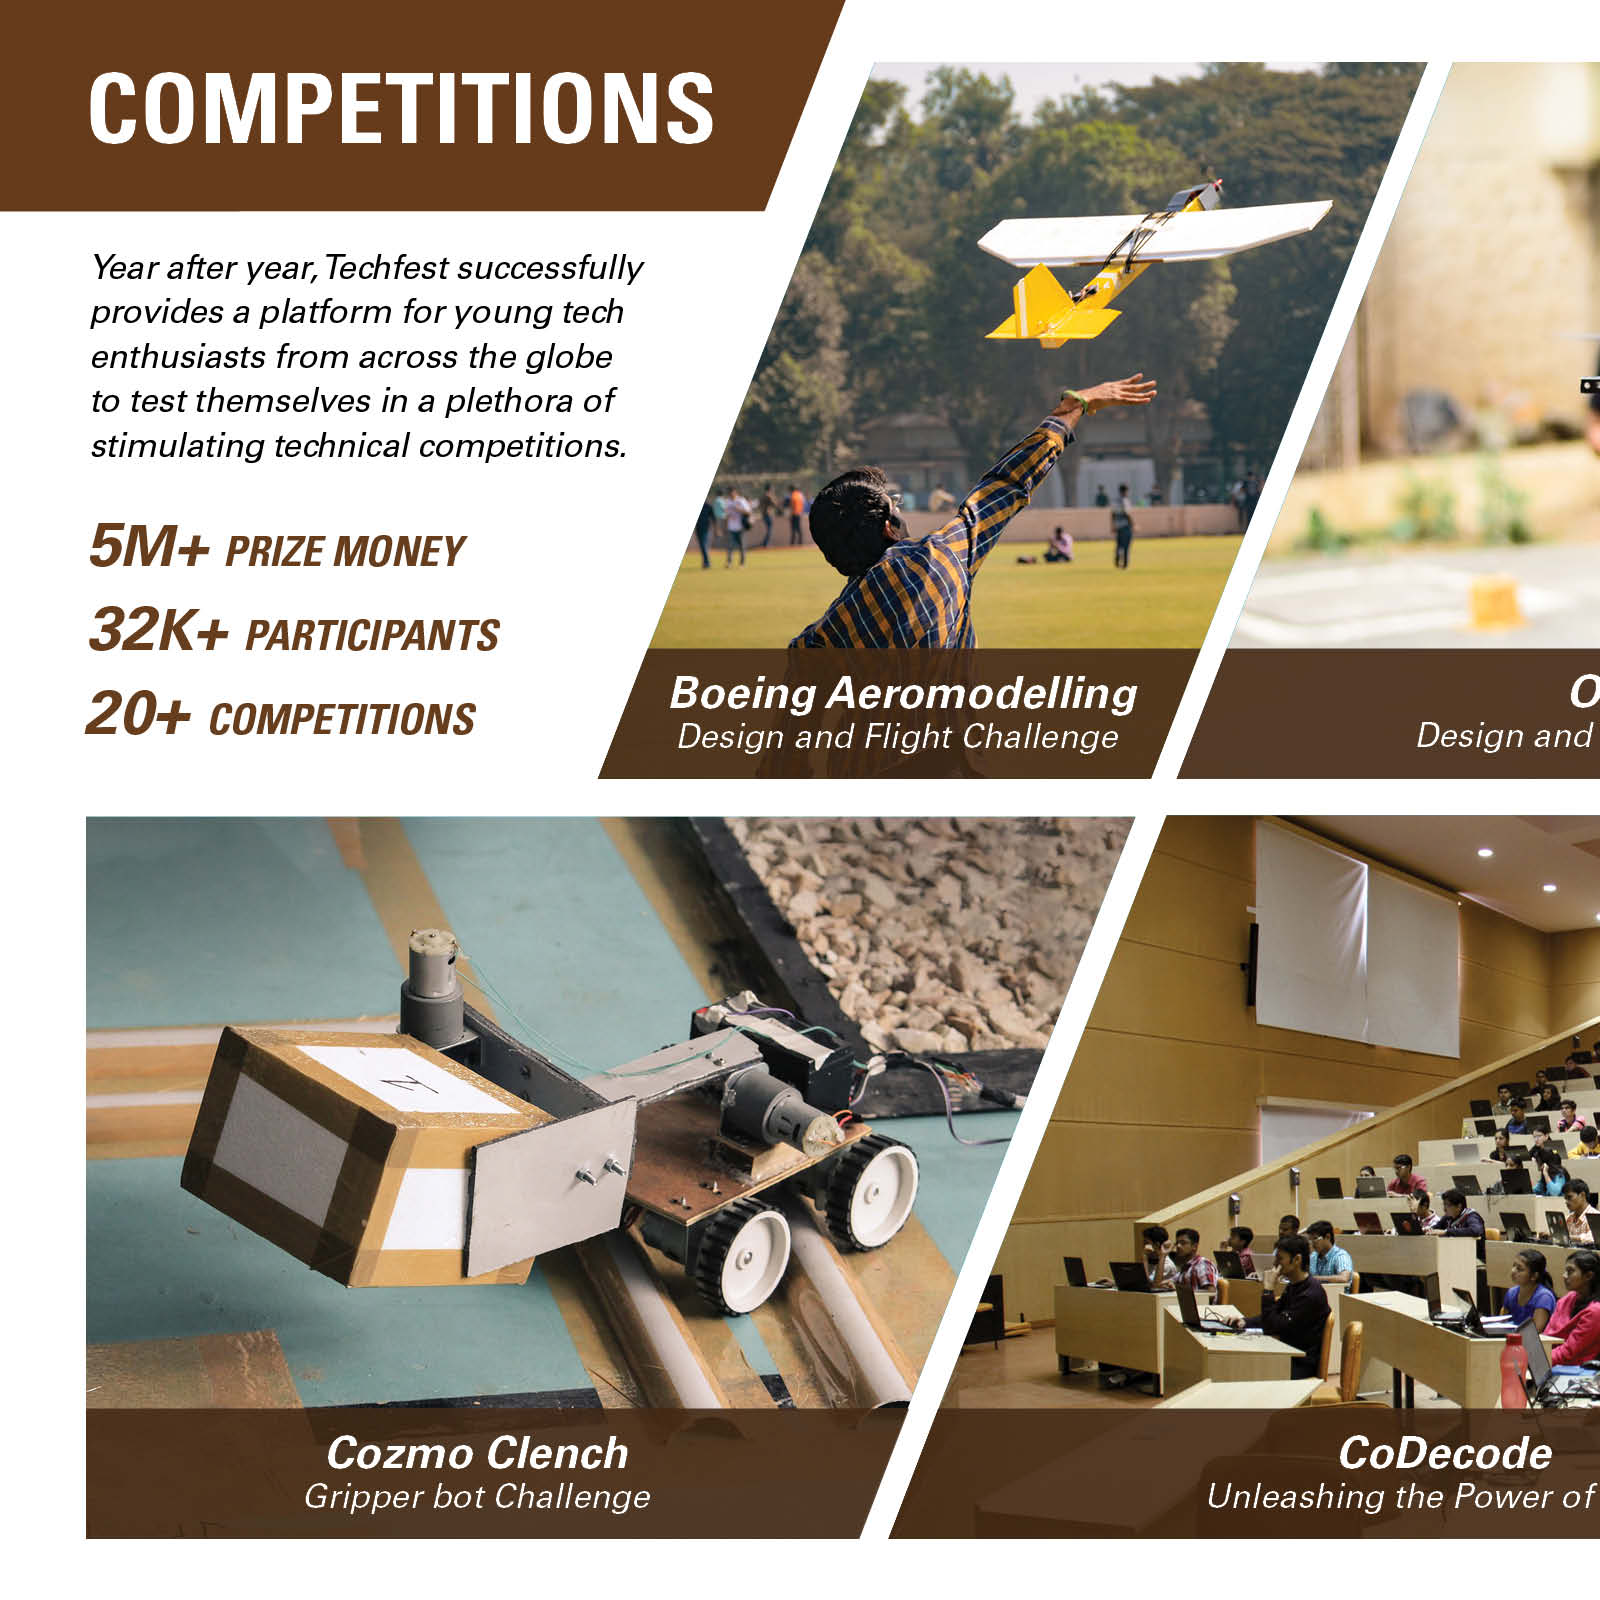 COMPETITIONS
Year after year, Techfest successfully
provides a platform for young tech
enthusiasts from across the globe
to test themselves in a plethora of
stimulating technical competitions.
5M+ PRIZE MONEY
32K+ PARTICIPANTS
20+ COMPETITIONS
Boeing Aeromodelling
Design and Flight Challenge
Design and
Cozmo Clench
Gripper bot Challenge
CoDecode
Unleashing the Power of
N